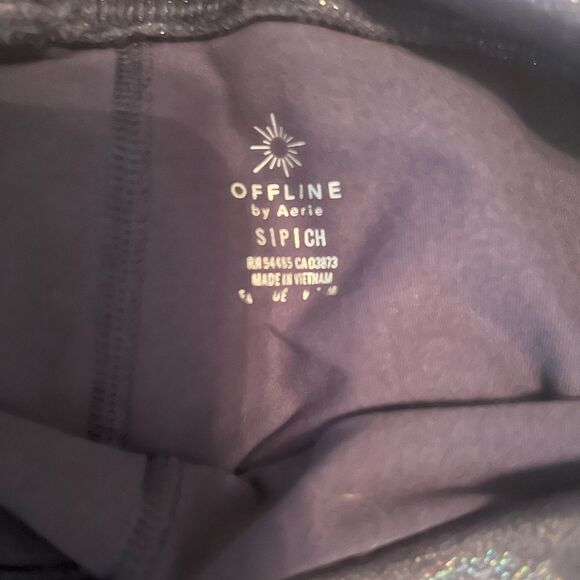 OFFLINE
by Aerie
S|P|CH
RN 54485 CA03873
MADE IN VIETNAM